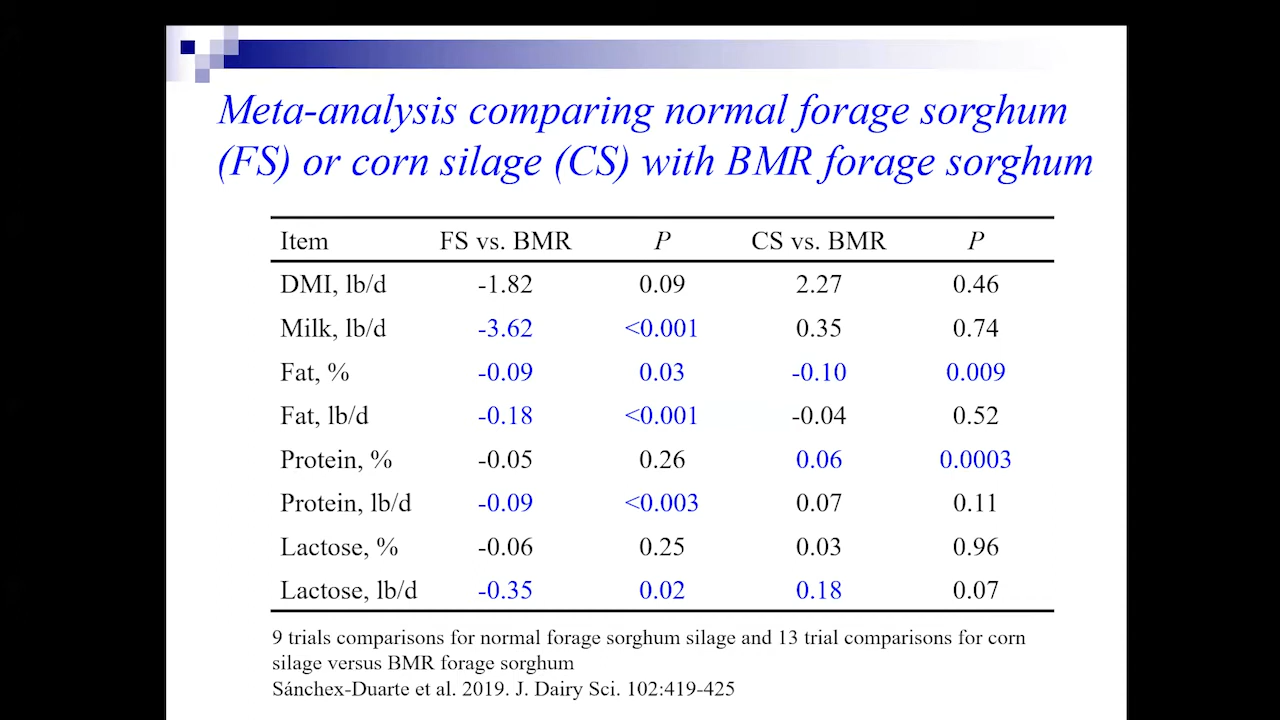 Meta-analysis comparing normal forage sorghum
(FS) or corn silage (CS) with BMR forage sorghum
Item FS vs. BMR P CS vs. BMR P
DMI, lb/d -1.82 0.09 2.27 0.46
Milk, lb/d -3.62 <0.001 0.35 0.74
Fat, % -0.09 0.03 -0.10 0.009
Fat, lb/d -0.18 <0.001 -0.04 0.52
Protein, % -0.05 0.26 0.06 0.0003
Protein, lb/d -0.09 <0.003 0.07 0.11
Lactose, % -0.06 0.25 0.03 0.96
Lactose, lb/d -0.35 0.02 0.18 0.07
9 trials comparisons for normal forage sorghum silage and 13 trial comparisons for corn
silage versus BMR forage sorghum
Sánchex-Duarte et al. 2019. J. Dairy Sci. 102:419-425